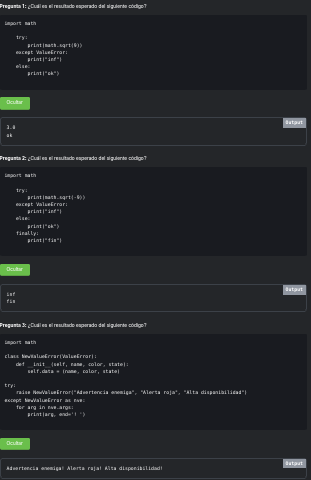 Pregunta 1: ¿Cuál es el resultado esperado del siguiente código?
import math
try:
print(math.sqrt(9))
except ValueError:
print("inf")
else:
print("ok")
Ocultar
Output
3.0
ok
Pregunta 2: ¿Cuál es el resultado esperado del siguiente código?
import math
try:
print(math.sqrt(-9))
except ValueError:
print("inf")
else:
print("ok")
finally:
print("fin")
Ocultar
Output
inf
fin
Pregunta 3: ¿Cuál es el resultado esperado del siguiente código?
import math
class NewValueError(ValueError):
def __init__(self, name, color, state):
self.data = (name, color, state)
try:
raise NewValueError("Advertencia enemiga", "Alerta roja", "Alta disponibilidad")
except NewValueError as nve:
for arg in nve.args:
print(arg, end='! ')
Ocultar
Output
Advertencia enemiga! Alerta roja! Alta disponibilidad!